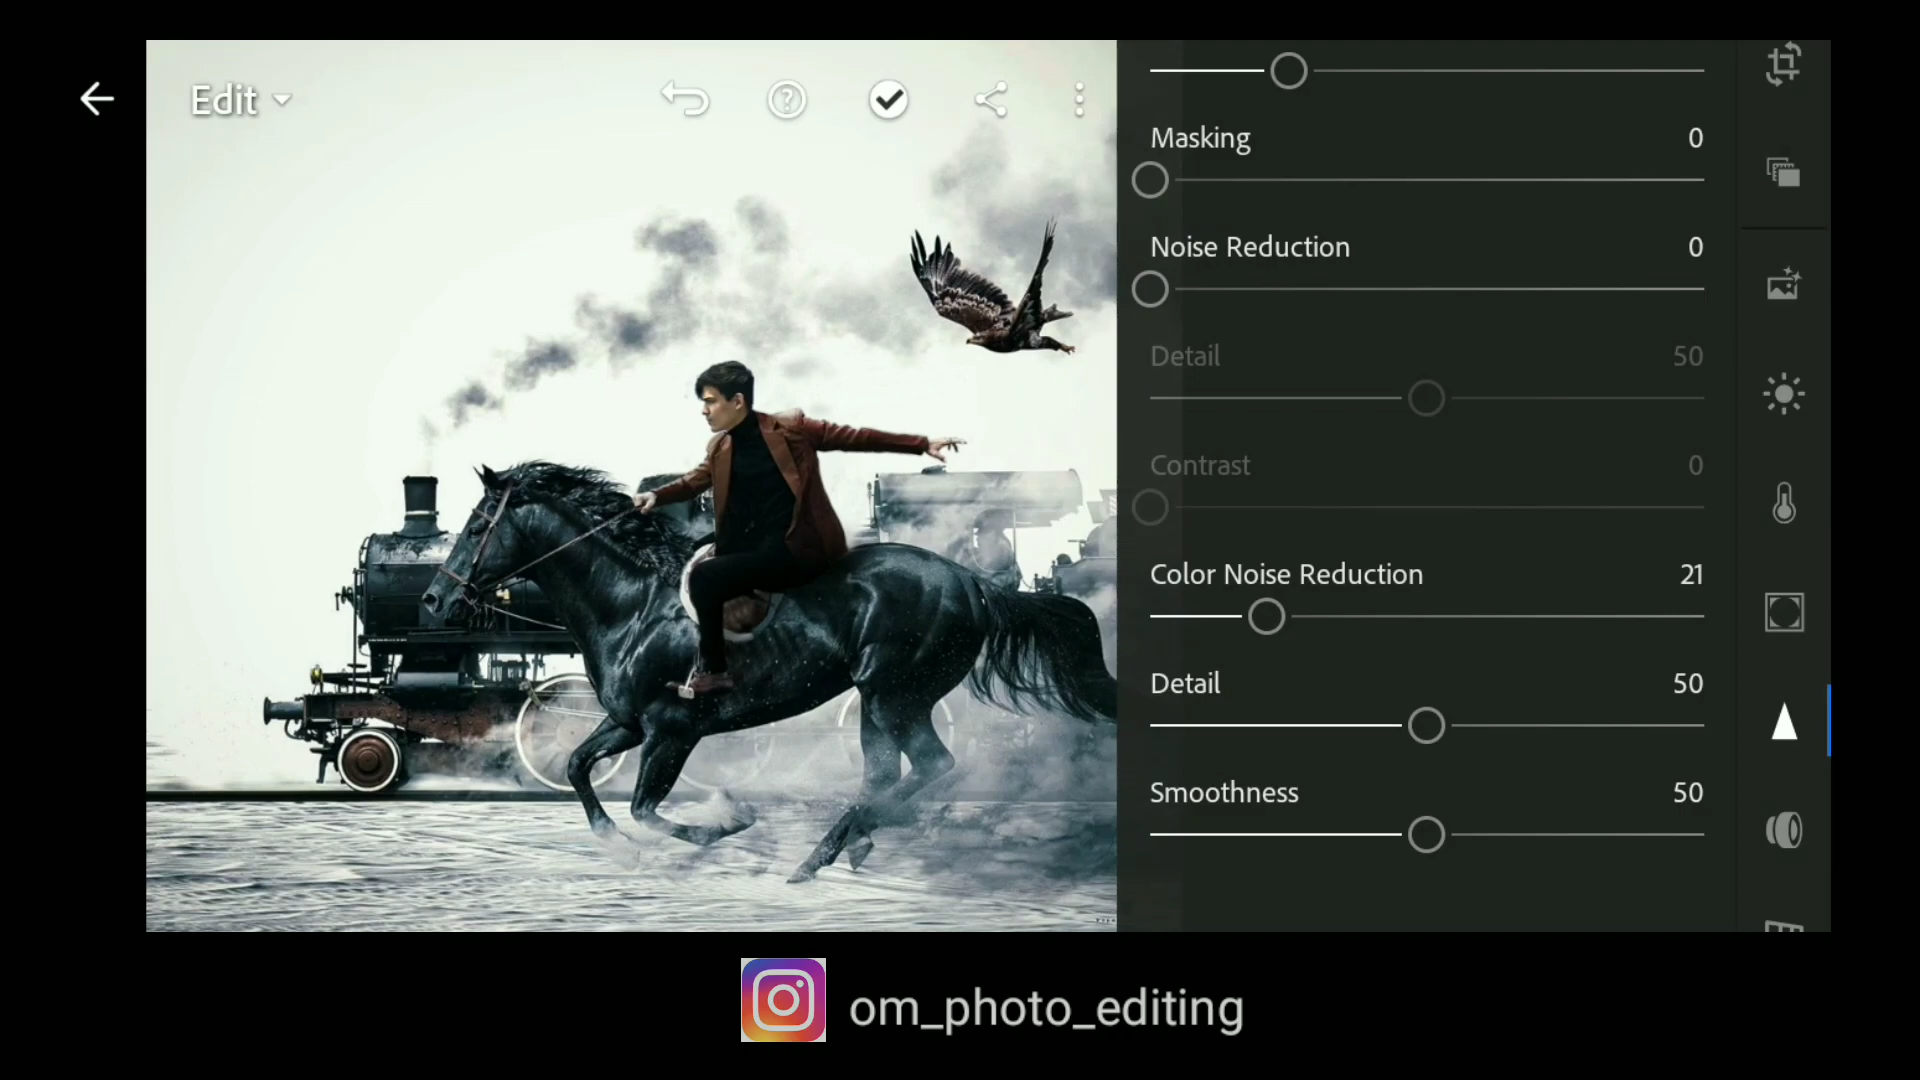 Edit
Masking 0
Noise Reduction 0
Detail 50
Contrast 0
Color Noise Reduction 21
Detail 50
Smoothness 50
om_photo_editing